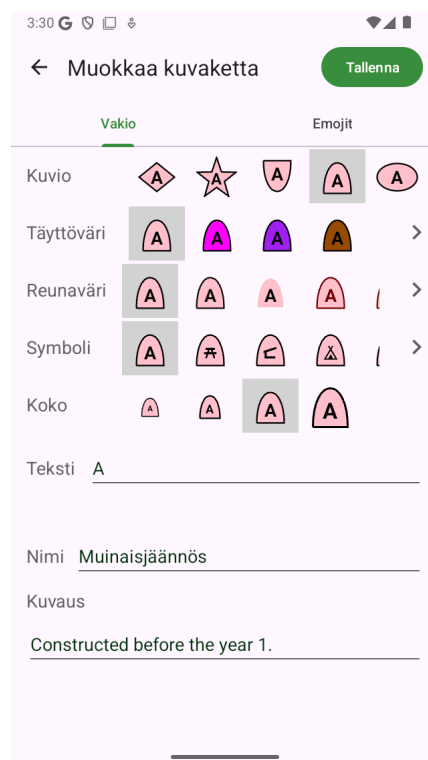 3:30
Muokkaa kuvaketta
Tallenna
Vakio
Emojit
Kuvio A A A A A
Täyttöväri A A A A
Reunaväri A A A A
Symboli A
Koko A A A A
Teksti A
Nimi Muinaisjäännös
Kuvaus
Constructed before the year 1.